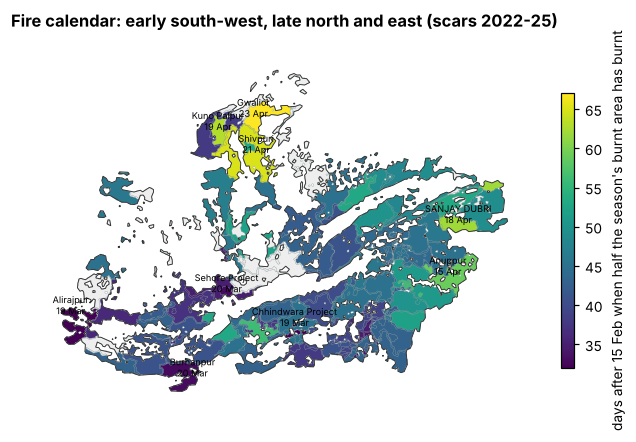 Fire calendar: early south-west, late north and east (scars 2022-25)
Gwalior
23 Apr
Kuno Palpur
19 Apr
Shivpuri
21 Apr
SANJAY DUBRI
18 Apr
Anuppur
15 Apr
Sehore Project
20 Mar
Alirajpur
19 Mar
Chhindwara Project
19 Mar
Burhanpur
20 Mar
65
60
55
50
45
40
35
days after 15 Feb when half the season's burnt area has burnt